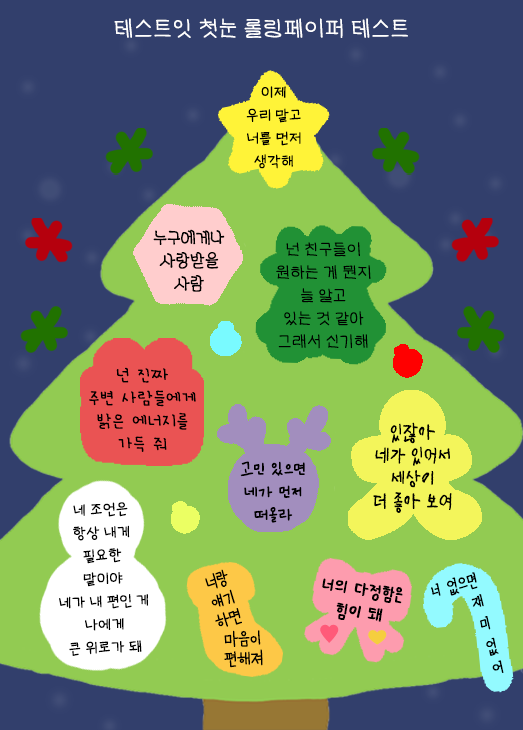 테스트잇 첫눈 롤링페이퍼 테스트
이제
우리 말고
너를 먼저
생각해
누구에게나
사랑받을
사람
넌 친구들이
원하는 게 뭔지
늘 알고
있는 것 같아
그래서 신기해
넌 진짜
주변 사람들에게
밝은 에너지를
가득 줘
고민 있으면
네가 먼저
떠올라
있잖아
네가 있어서
세상이
더 좋아 보여
네 조언은
항상 내게
필요한
말이야
네가 내 편인 게
나에게
큰 위로가 돼
너랑
얘기
하면
마음이
편해져
너의 다정함은
힘이 돼
너 없으면
재
미
없
어